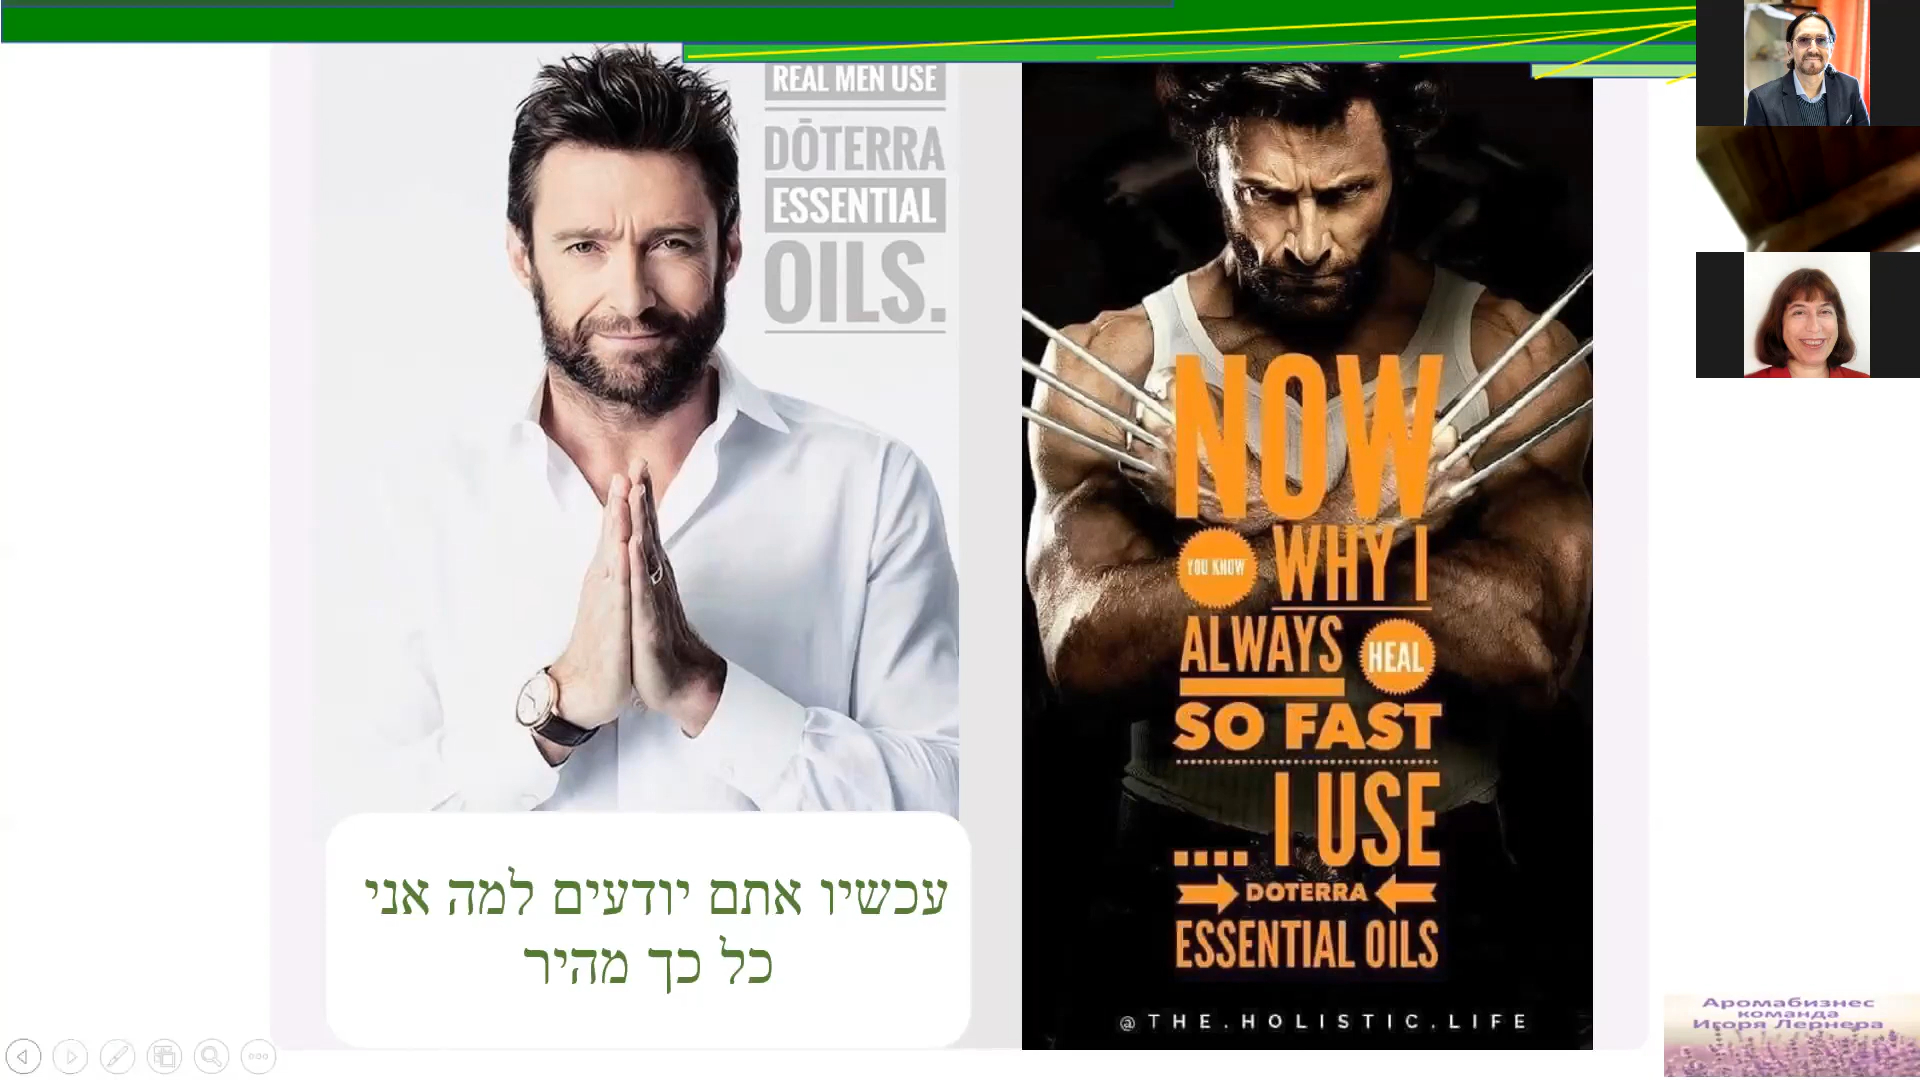 REAL MEN USE
DŌTERRA
ESSENTIAL
OILS.
עכשיו אתם יודעים למה אני
כל כך מהיר
NOW
YOU KNOW
WHY I
ALWAYS
HEAL
SO FAST
.... I USE
DOTERRA
ESSENTIAL OILS
@THE.HOLISTIC.LIFE
Аромабизнес
команда
Игоря Лернера